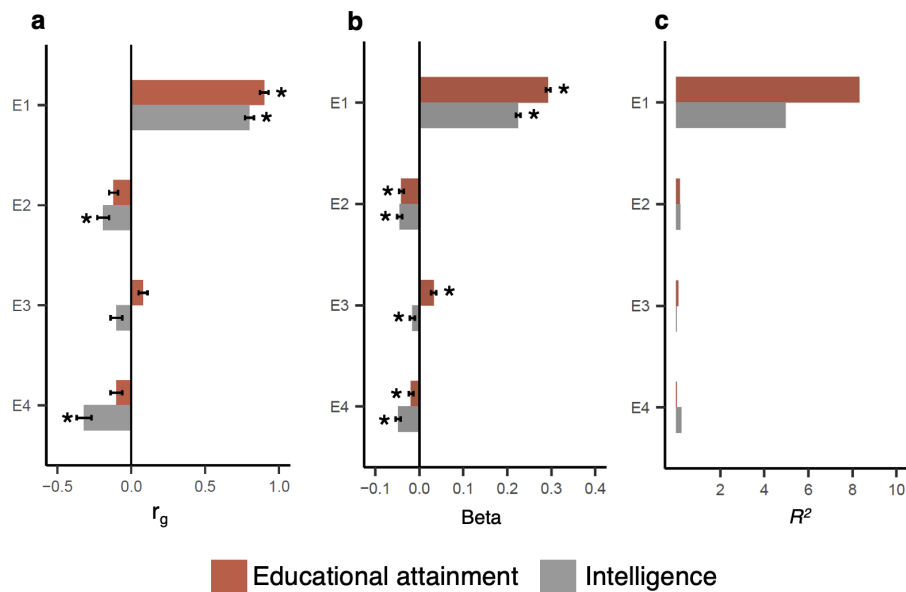 a
E1
*
*
E2
*
E3
E4
*
−0.5 0.0 0.5 1.0
rg
b
E1
*
*
E2
*
*
E3
*
*
E4
*
*
−0.1 0.0 0.1 0.2 0.3 0.4
Beta
c
E1
E2
E3
E4
2 4 6 8 10
R²
Educational attainment Intelligence